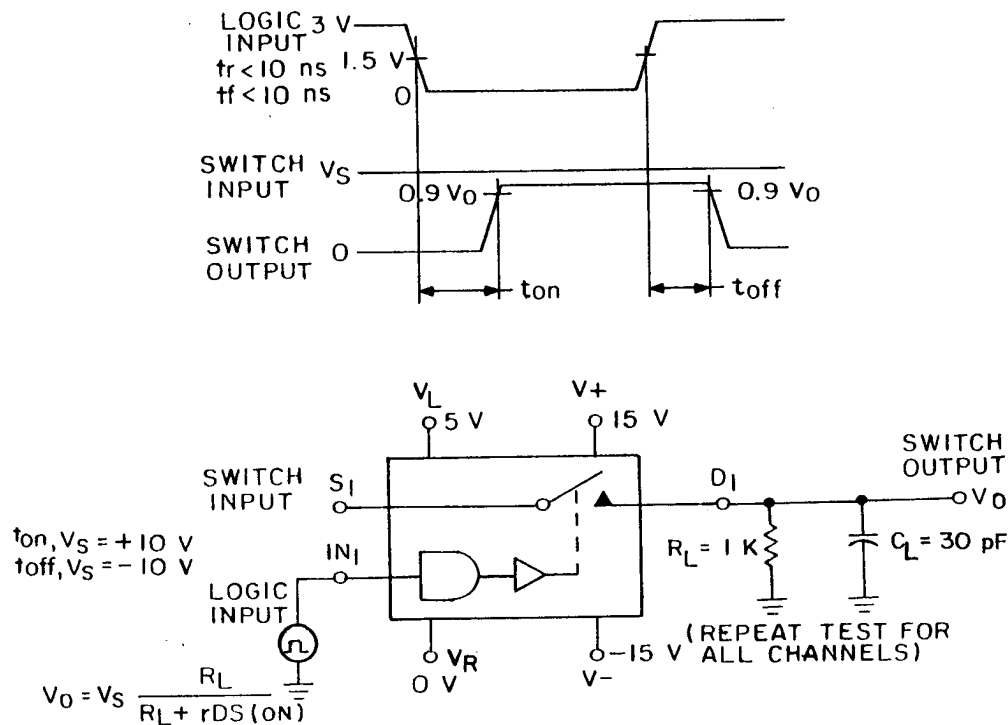 LOGIC 3 V
INPUT
tr < 10 ns 1.5 V
tf < 10 ns 0
SWITCH INPUT VS
0.9 VO 0.9 VO
SWITCH OUTPUT 0
ton toff
VL V+
5 V 15 V
SWITCH INPUT S1
D1
SWITCH OUTPUT
VO
ton, VS = +10 V
toff, VS = −10 V
IN1
RL = 1 K
CL = 30 pF
LOGIC INPUT
VR
0 V
−15 V
V−
(REPEAT TEST FOR
ALL CHANNELS)
VO = VS RL
RL + rDS (ON)